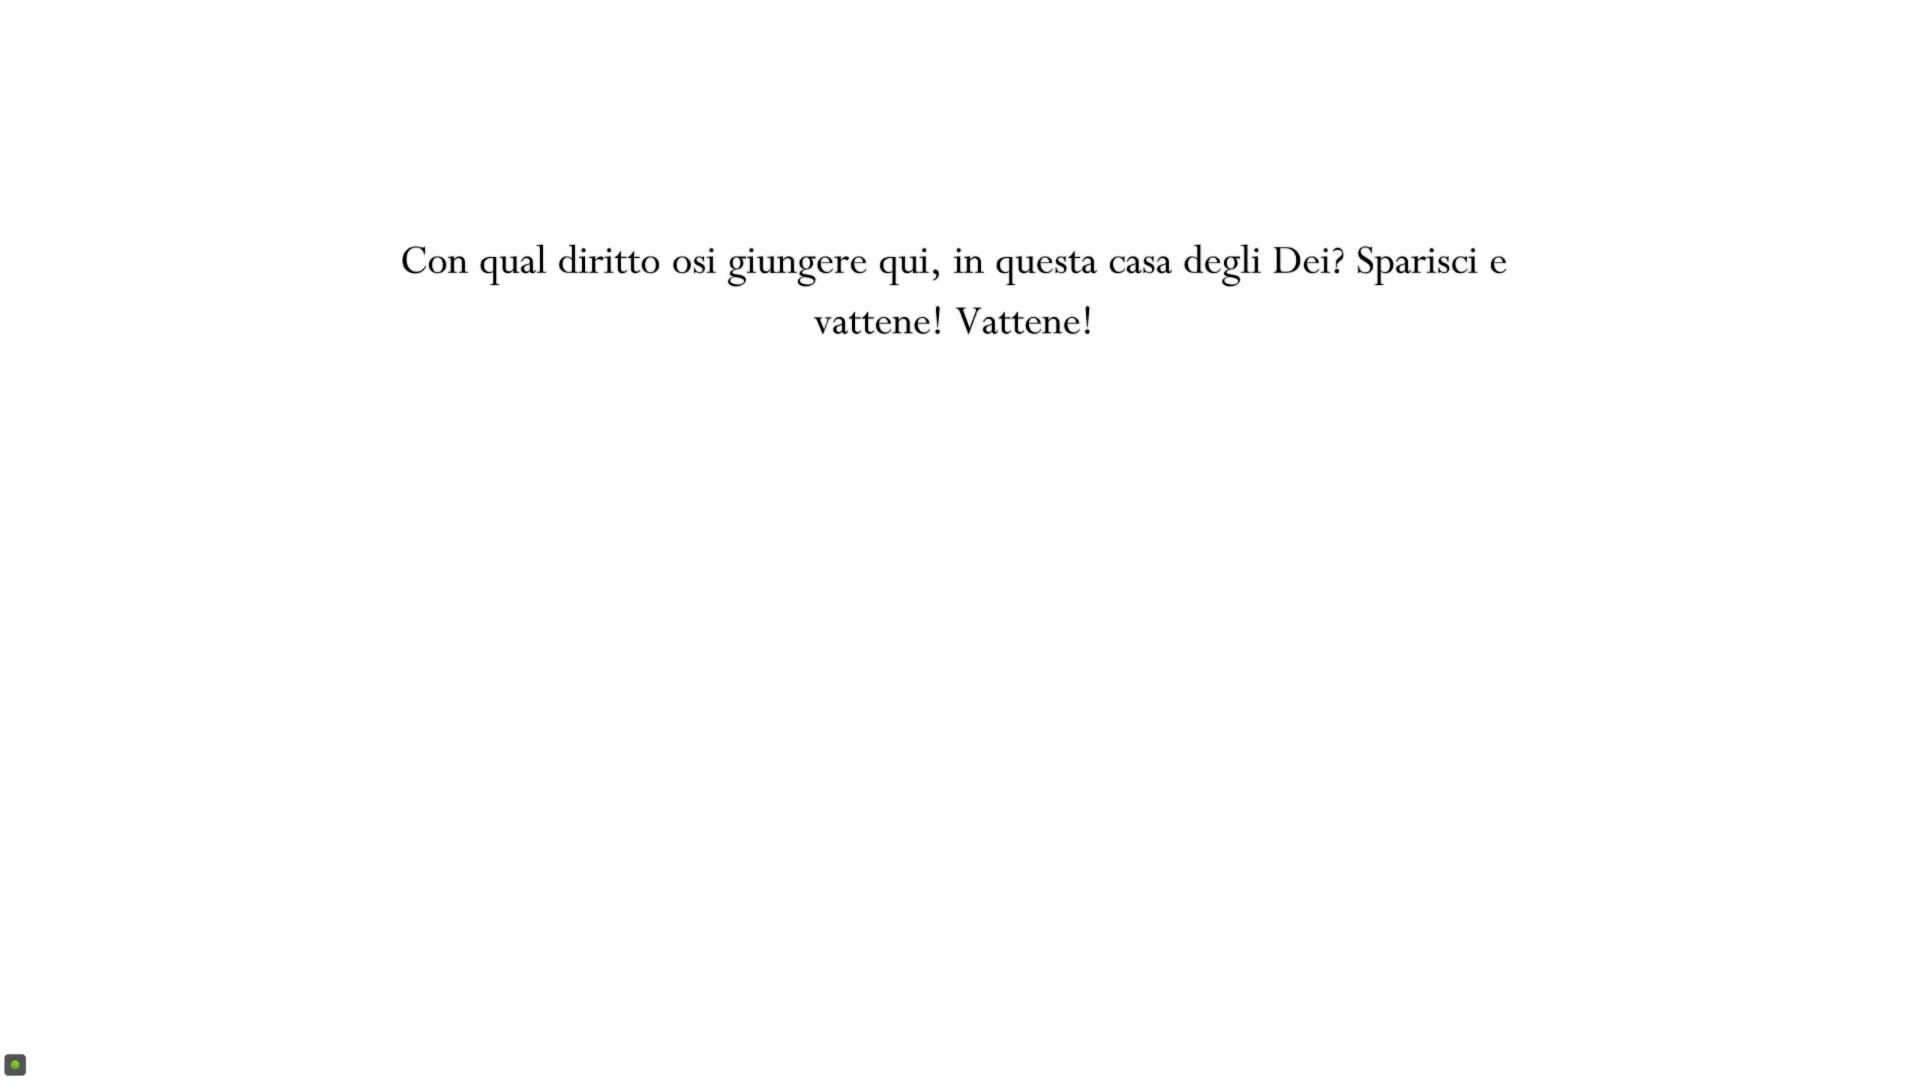 Con qual diritto osi giungere qui, in questa casa degli Dei? Sparisci e
vattene! Vattene!